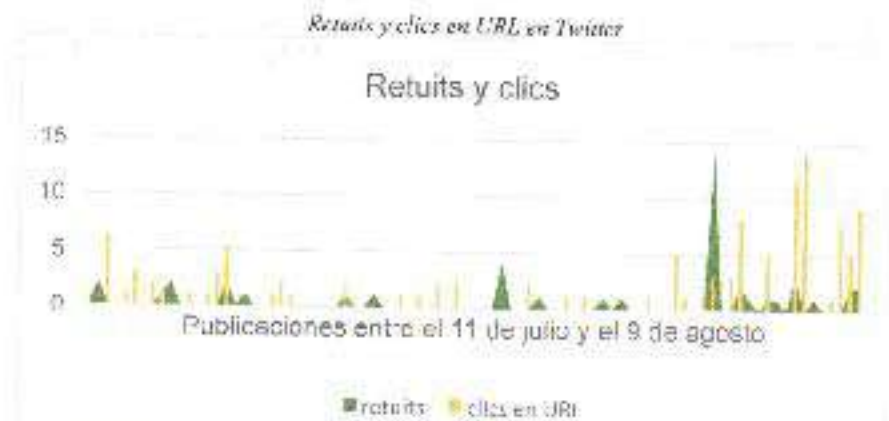 Retuits y clics en URL en Twitter
Retuits y clics
15
10
5
0
Publicaciones entre el 11 de julio y el 9 de agosto
retuits clics en URL